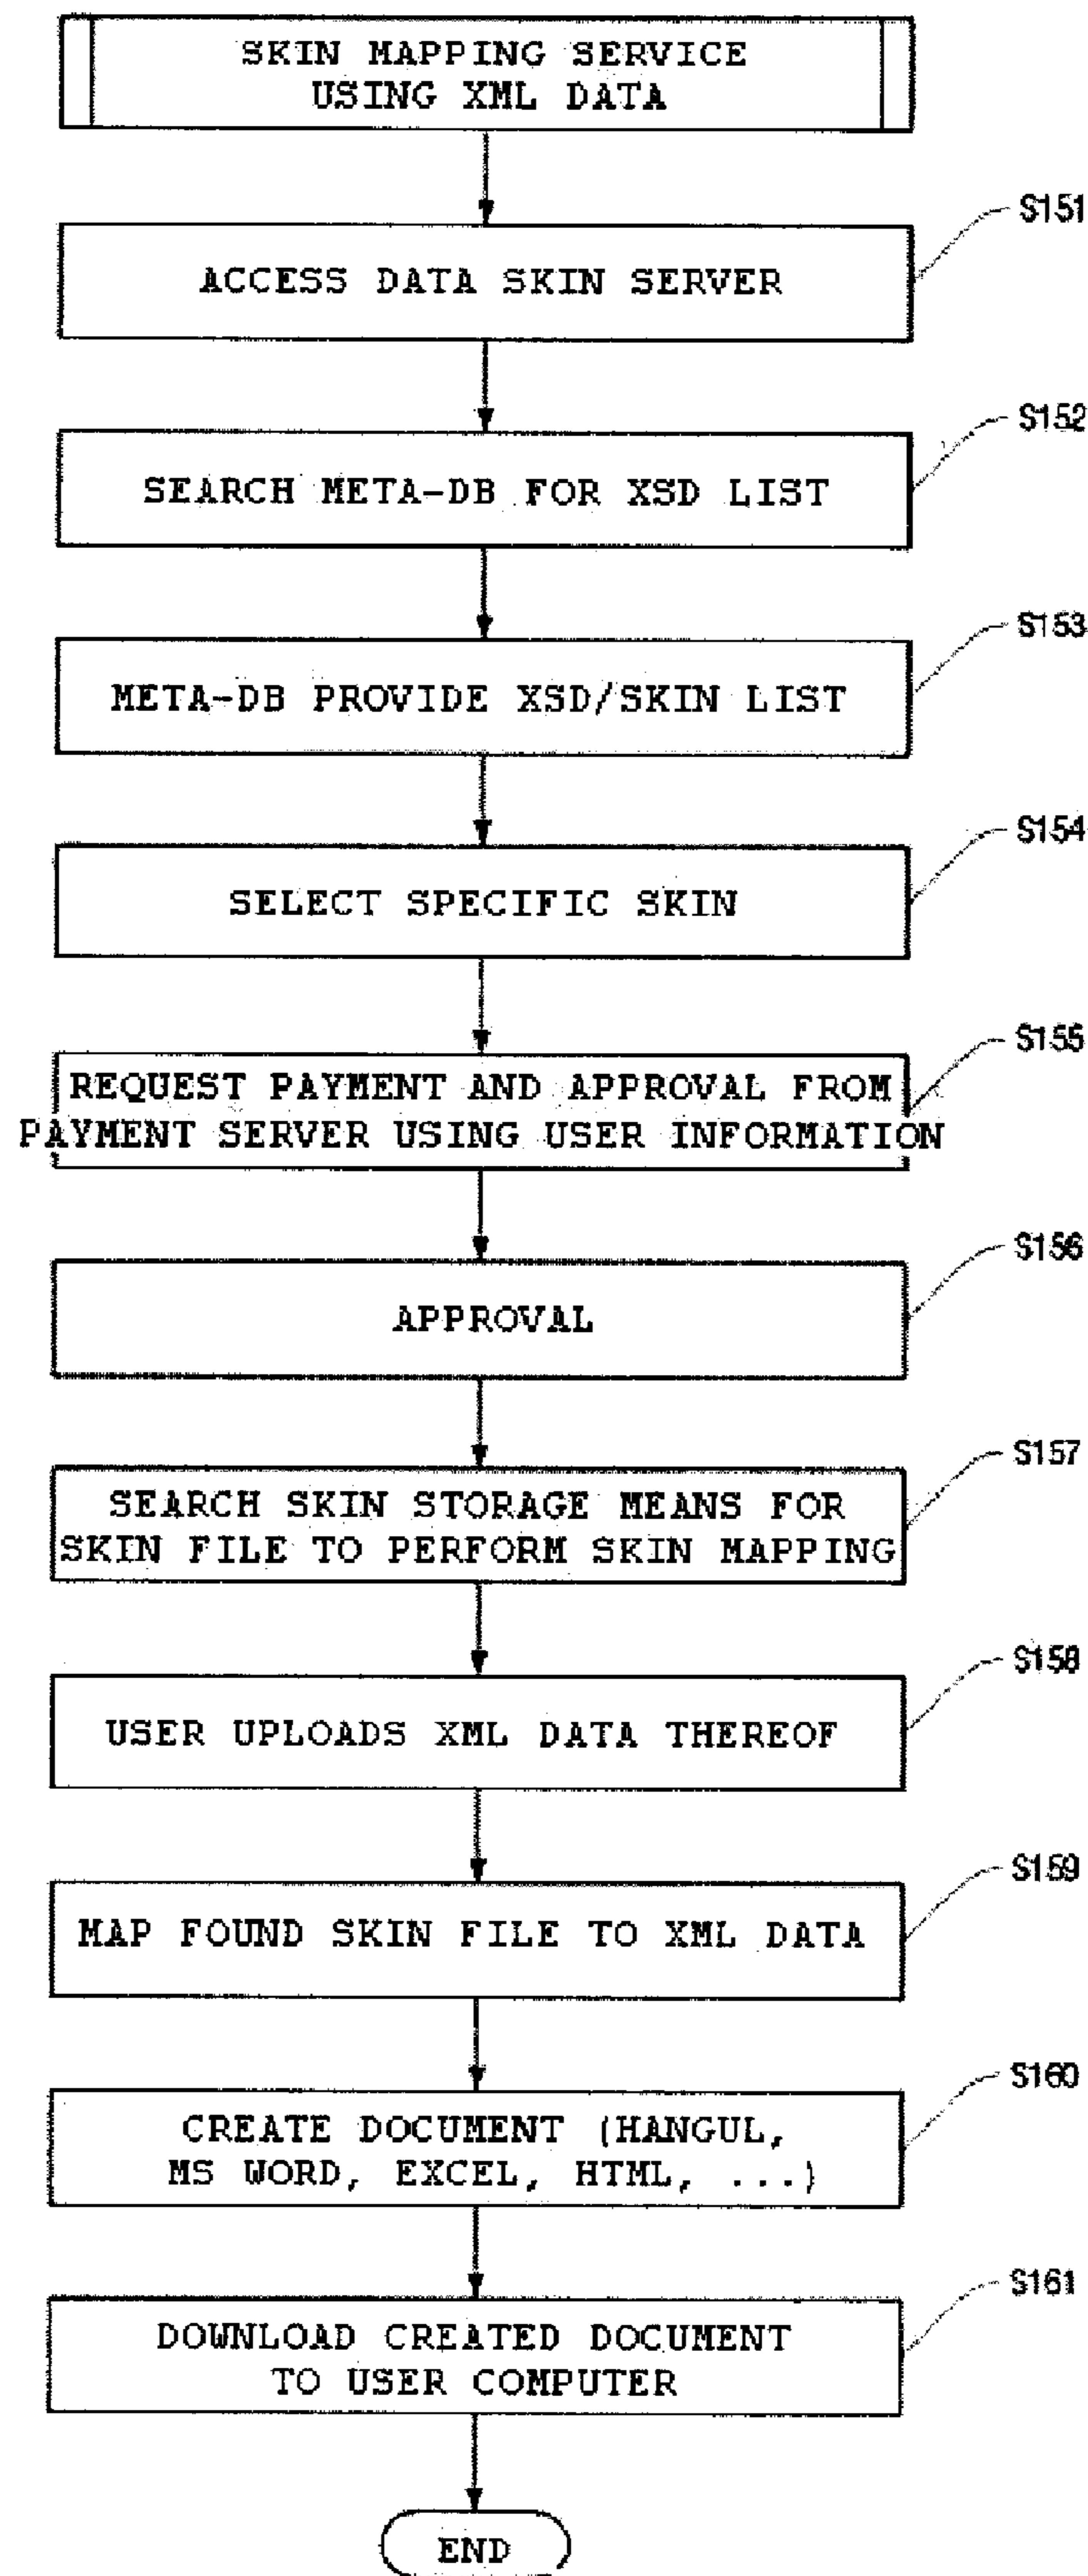 SKIN MAPPING SERVICE
USING XML DATA
S151
ACCESS DATA SKIN SERVER
S152
SEARCH META-DB FOR XSD LIST
S153
META-DB PROVIDE XSD/SKIN LIST
S154
SELECT SPECIFIC SKIN
S155
REQUEST PAYMENT AND APPROVAL FROM
PAYMENT SERVER USING USER INFORMATION
S156
APPROVAL
S157
SEARCH SKIN STORAGE MEANS FOR
SKIN FILE TO PERFORM SKIN MAPPING
S158
USER UPLOADS XML DATA THEREOF
S159
MAP FOUND SKIN FILE TO XML DATA
S160
CREATE DOCUMENT (HANGUL,
MS WORD, EXCEL, HTML, ...)
S161
DOWNLOAD CREATED DOCUMENT
TO USER COMPUTER
END